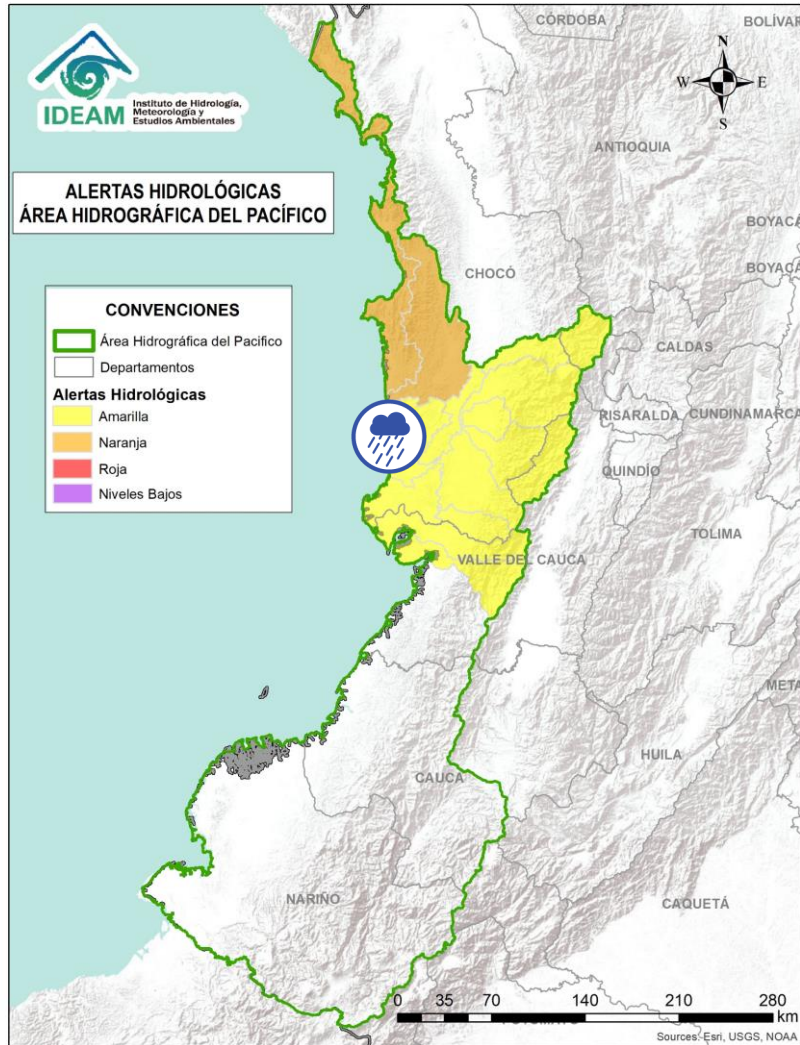 IDEAM
Instituto de Hidrología,
Meteorología y
Estudios Ambientales
ALERTAS HIDROLÓGICAS
ÁREA HIDROGRÁFICA DEL PACÍFICO
CONVENCIONES
Área Hidrográfica del Pacifico
Departamentos
Alertas Hidrológicas
Amarilla
Naranja
Roja
Niveles Bajos
CÓRDOBA
BOLÍVAR
N
W
E
S
ANTIOQUIA
BOYACÁ
CHOCÓ
BOYACÁ
CALDAS
RISARALDA
CUNDINAMARCA
QUINDÍO
TOLIMA
VALLE DEL CAUCA
META
HUILA
CAUCA
NARIÑO
CAQUETÁ
0 35 70 140 210 280
km
Sources: Esri, USGS, NOAA